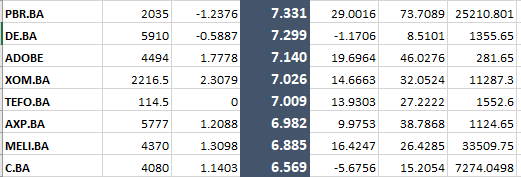 PBR.BA 2035 -1.2376 7.331 29.0016 73.7089 25210.801
DE.BA 5910 -0.5887 7.299 -1.1706 8.5101 1355.65
ADOBE 4494 1.7778 7.140 19.6964 46.0276 281.65
XOM.BA 2216.5 2.3079 7.026 14.6663 32.0524 11287.3
TEFO.BA 114.5 0 7.009 13.9303 27.2222 1552.6
AXP.BA 5777 1.2088 6.982 9.9753 38.7868 1124.65
MELI.BA 4370 1.3098 6.885 16.4247 26.4285 33509.75
C.BA 4080 1.1403 6.569 -5.6756 15.2054 7274.0498